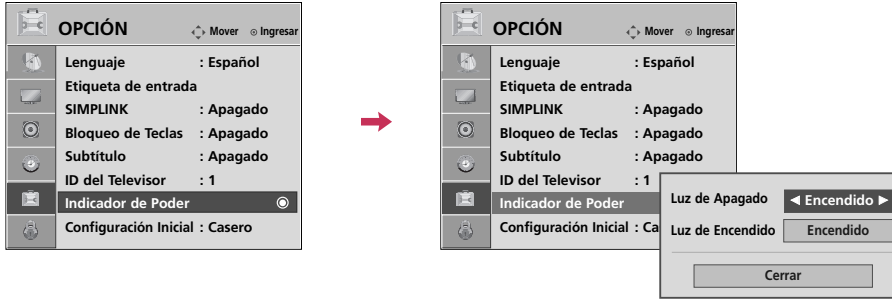 OPCIÓN Mover Ingresar
Lenguaje : Español
Etiqueta de entrada
SIMPLINK : Apagado
Bloqueo de Teclas : Apagado
Subtítulo : Apagado
ID del Televisor : 1
Indicador de Poder
Configuración Inicial : Casero
OPCIÓN Mover Ingresar
Lenguaje : Español
Etiqueta de entrada
SIMPLINK : Apagado
Bloqueo de Teclas : Apagado
Subtítulo : Apagado
ID del Televisor : 1
Indicador de Poder
Configuración Inicial : Ca
Luz de Apagado ◀ Encendido ▶
Luz de Encendido Encendido
Cerrar